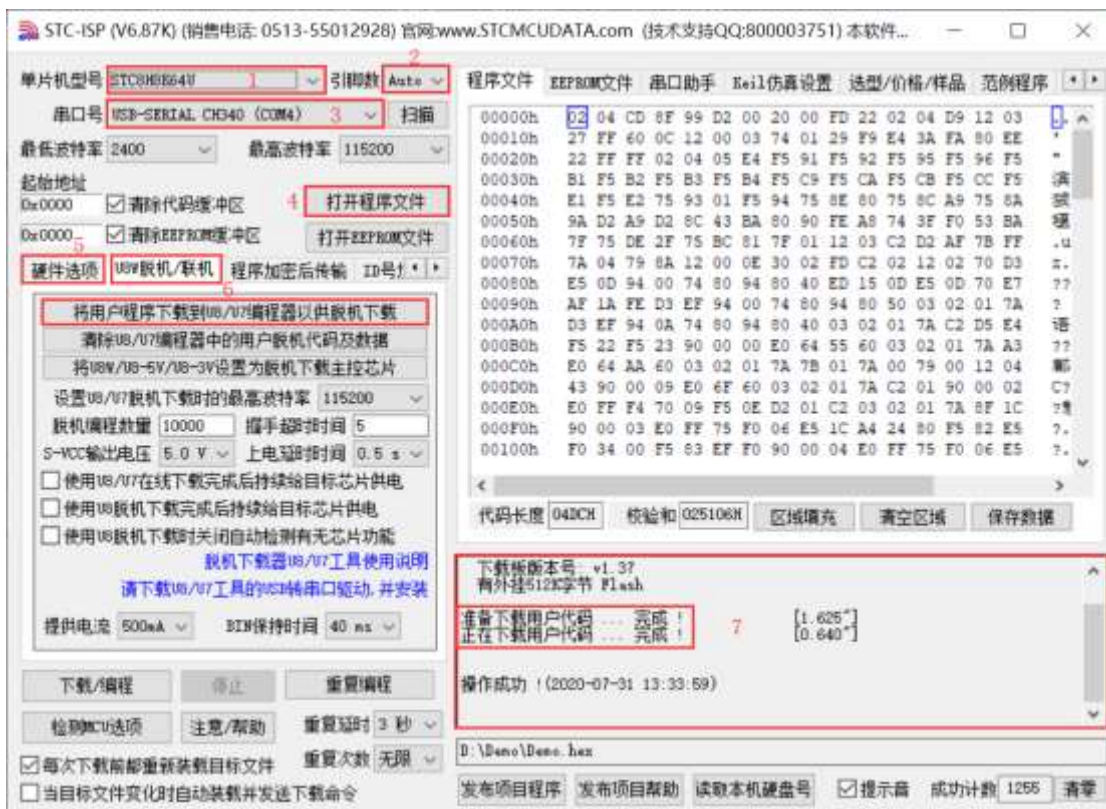 STC-ISP (V6.87K) (销售电话: 0513-55012928) 官网:www.STCMCUDATA.com (技术支持QQ:800003751) 本软件...
单片机型号 STC8H8K64U 1 引脚数 Auto 2
串口号 USB-SERIAL CH340 (COM4) 3 扫描
最低波特率 2400 最高波特率 115200
起始地址
0x0000 清除代码缓冲区 4 打开程序文件
0x0000 清除EEPROM缓冲区 打开EEPROM文件
5
硬件选项 U8W脱机/联机 程序加密后传输
6
将用户程序下载到U8/U7编程器以供脱机下载
清除U8/U7编程器中的用户脱机代码及数据
将U8W/U8-5V/U8-3V设置为脱机下载主控芯片
设置U8/U7脱机下载时的最高波特率 115200
脱机编程数量 10000 握手超时时间 5
S-VCC输出电压 5.0 V 上电延时时间 0.5 s
使用U8/U7在线下载完成后持续给目标芯片供电
使用U8脱机下载完成后持续给目标芯片供电
使用U8脱机下载时关闭自动检测有无芯片功能
脱机下载器U8/U7工具使用说明
请下载U8/U7工具的USB转串口驱动,并安装
提供电流 500mA BIN保持时间 40 ms
下载/编程 停止 重复编程
检测MCU选项 注意/帮助 重复延时 3 秒
重复次数 无限
每次下载前都重新装载目标文件
当目标文件变化时自动装载并发送下载命令
程序文件 EEPROM文件 串口助手 Keil仿真设置 选型/价格/样品 范例程序
00000h 02 04 CD 8F 99 D2 00 20 00 FD 22 02 04 D9 12 03
00010h 27 FF 60 0C 12 00 03 74 01 29 F9 E4 3A FA 80 EE
00020h 22 FF FF 02 04 05 E4 F5 91 F5 92 F5 95 F5 96 F5
00030h B1 F5 B2 F5 B3 F5 B4 F5 C9 F5 CA F5 CB F5 CC F5
00040h E1 F5 E2 75 93 01 F5 94 75 8E 80 75 8C A9 75 8A
00050h 9A D2 A9 D2 8C 43 BA 80 90 FE A8 74 3F F0 53 BA
00060h 7F 75 DE 2F 75 BC 81 7F 01 12 03 C2 D2 AF 7B FF
00070h 7A 04 79 8A 12 00 0E 30 02 FD C2 02 12 02 70 D3
00080h E5 0D 94 00 74 80 94 80 40 ED 15 0D E5 0D 70 E7
00090h AF 1A FE D3 EF 94 00 74 80 94 80 50 03 02 01 7A
000A0h D3 EF 94 0A 74 80 94 80 40 03 02 01 7A C2 D5 E4
000B0h F5 22 F5 23 90 00 00 E0 64 55 60 03 02 01 7A A3
000C0h E0 64 AA 60 03 02 01 7A 7B 01 7A 00 79 00 12 04
000D0h 43 90 00 09 E0 6F 60 03 02 01 7A C2 01 90 00 02
000E0h E0 FF F4 70 09 F5 0E D2 01 C2 03 02 01 7A 8F 1C
000F0h 90 00 03 E0 FF 75 F0 06 E5 1C A4 24 80 F5 82 E5
00100h F0 34 00 F5 83 EF F0 90 00 04 E0 FF 75 F0 06 E5
代码长度 04DCH 校验和 025106H 区域填充 清空区域 保存数据
下载板版本号: v1.37
有外挂512K字节 Flash
准备下载用户代码 ... 完成 ! [1.625"]
正在下载用户代码 ... 完成 ! [0.640"]
7
操作成功 !(2020-07-31 13:33:59)
D:\Demo\Demo.hex
发布项目程序 发布项目帮助 读取本机硬盘号 提示音 成功计数 1256 清零